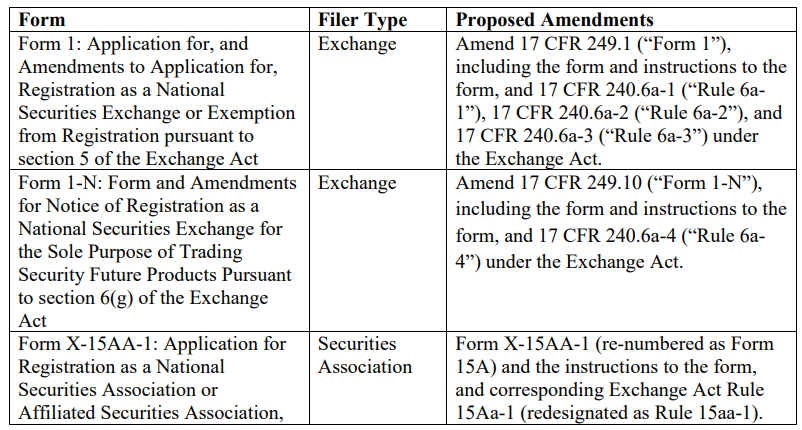 Form
Filer Type
Proposed Amendments
Form 1: Application for, and
Amendments to Application for,
Registration as a National
Securities Exchange or Exemption
from Registration pursuant to
section 5 of the Exchange Act
Exchange
Amend 17 CFR 249.1 (“Form 1”),
including the form and instructions to the
form, and 17 CFR 240.6a-1 (“Rule 6a-
1”), 17 CFR 240.6a-2 (“Rule 6a-2”), and
17 CFR 240.6a-3 (“Rule 6a-3”) under
the Exchange Act.
Form 1-N: Form and Amendments
for Notice of Registration as a
National Securities Exchange for
the Sole Purpose of Trading
Security Future Products Pursuant
to section 6(g) of the Exchange
Act
Exchange
Amend 17 CFR 249.10 (“Form 1-N”),
including the form and instructions to the
form, and 17 CFR 240.6a-4 (“Rule 6a-
4”) under the Exchange Act.
Form X-15AA-1: Application for
Registration as a National
Securities Association or
Affiliated Securities Association,
Securities
Association
Form X-15AA-1 (re-numbered as Form
15A) and the instructions to the form,
and corresponding Exchange Act Rule
15Aa-1 (redesignated as Rule 15aa-1).